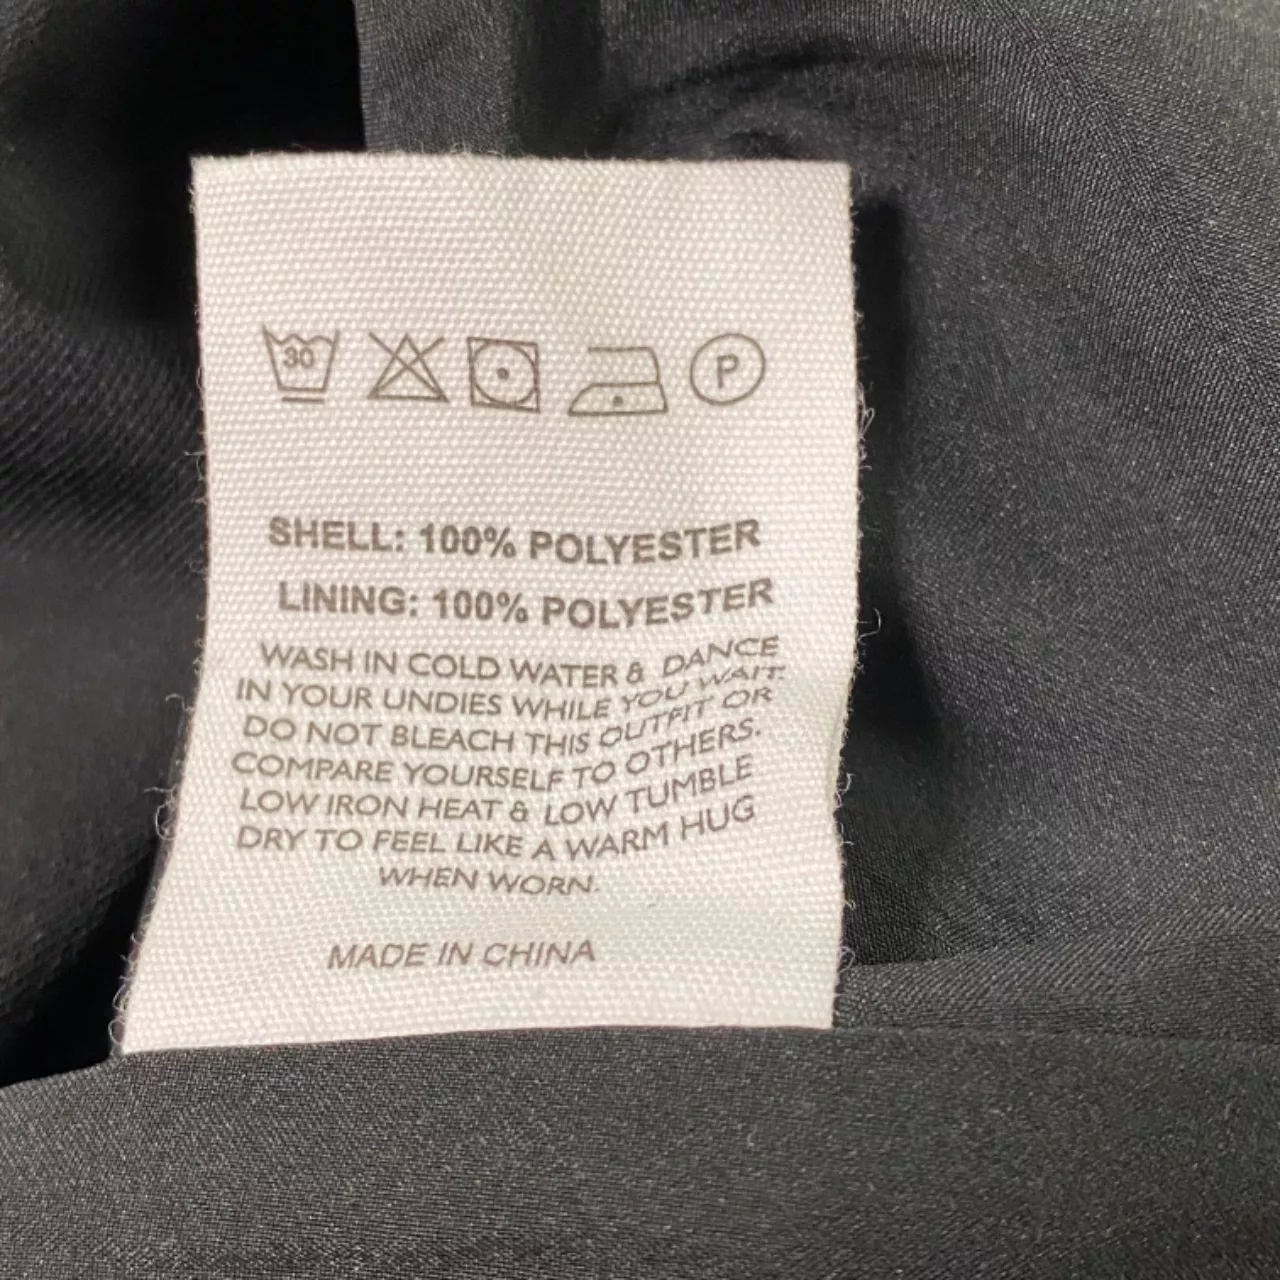 30 P
SHELL: 100% POLYESTER
LINING: 100% POLYESTER
WASH IN COLD WATER & DANCE
IN YOUR UNDIES WHILE YOU WAIT.
DO NOT BLEACH THIS OUTFIT OR
COMPARE YOURSELF TO OTHERS.
LOW IRON HEAT & LOW TUMBLE
DRY TO FEEL LIKE A WARM HUG
WHEN WORN.
MADE IN CHINA